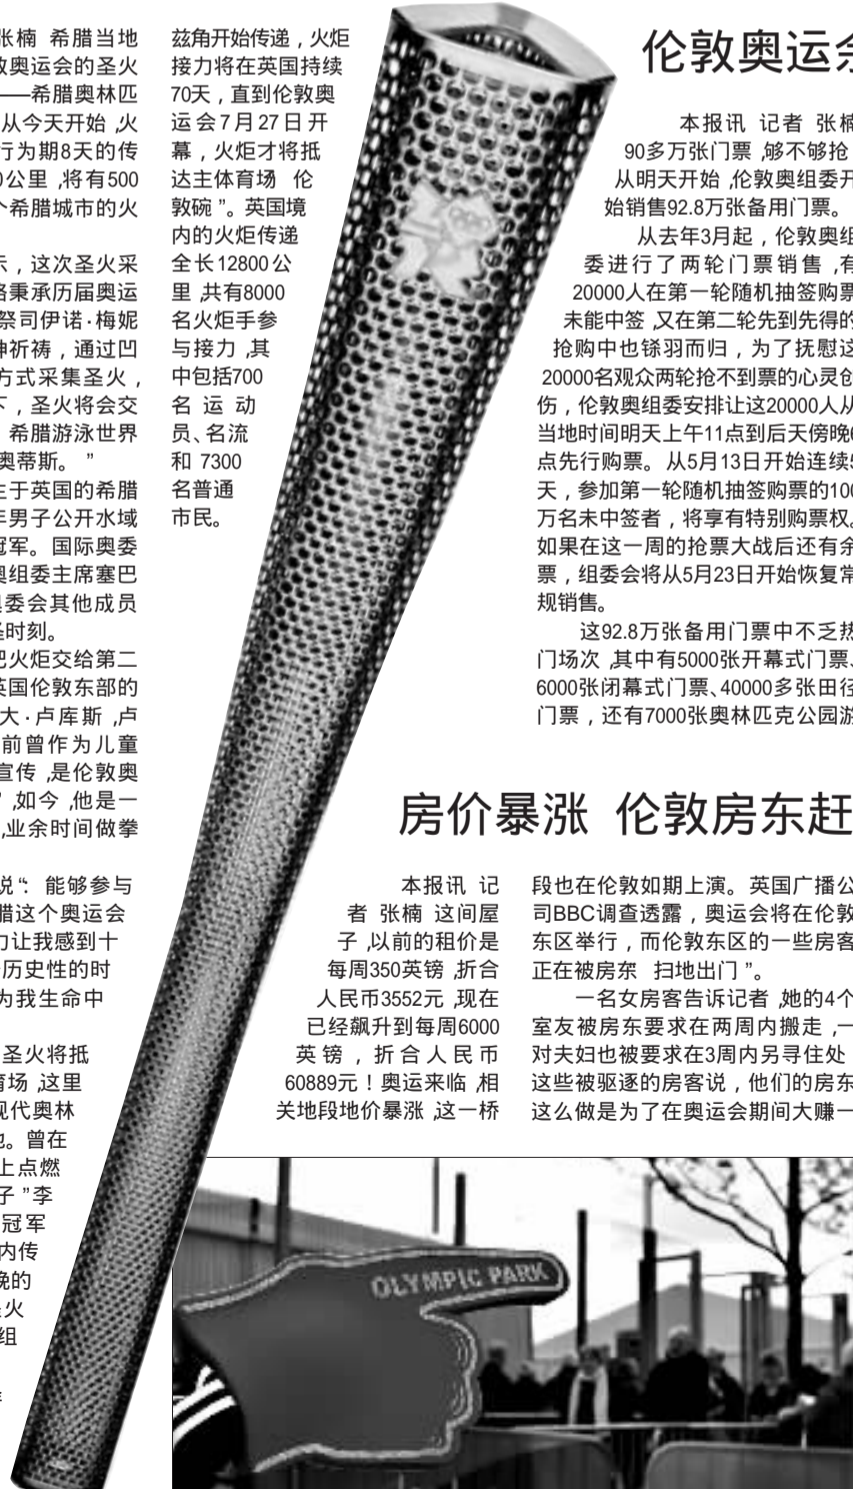 张楠 希腊当地
敦奥运会的圣火
——希腊奥林匹
从今天开始 ,火
行为期8天的传
0公里 ,将有500
个希腊城市的火
示，这次圣火采
格秉承历届奥运
祭司伊诺·梅妮
神祈祷，通过凹
方式采集圣火，
下，圣火将会交
希腊游泳世界
奥蒂斯。”
生于英国的希腊
年男子公开水域
冠军。国际奥委
奥组委主席塞巴
奥委会其他成员
圣时刻。
把火炬交给第二
英国伦敦东部的
大·卢库斯 ,卢
前曾作为儿童
宣传 ,是伦敦奥
” ,如今 ,他是一
,业余时间做拳
说“: 能够参与
腊这个奥运会
力让我感到十
历史性的时
为我生命中
圣火将抵
育场 ,这里
现代奥林
地。曾在
上点燃
子 ”李
冠军
内传
晚的
圣火
组
兹角开始传递，火炬
接力将在英国持续
70天，直到伦敦奥
运会7月27日开
幕，火炬才将抵
达主体育场 伦
敦碗 ”。英国境
内的火炬传递
全长12800公
里 ,共有8000
名火炬手参
与接力 ,其
中包括700
名运动
员、名流
和 7300
名普通
市民。
伦敦奥运余
本报讯 记者 张楠
90多万张门票 ,够不够抢
从明天开始 ,伦敦奥组委开
始销售92.8万张备用门票。
从去年3月起，伦敦奥组
委进行了两轮门票销售 ,有
20000人在第一轮随机抽签购票
未能中签 ,又在第二轮先到先得的
抢购中也铩羽而归，为了抚慰这
20000名观众两轮抢不到票的心灵创
伤，伦敦奥组委安排让这20000人从
当地时间明天上午11点到后天傍晚6
点先行购票。从5月13日开始连续5
天，参加第一轮随机抽签购票的100
万名未中签者，将享有特别购票权。
如果在这一周的抢票大战后还有余
票，组委会将从5月23日开始恢复常
规销售。
这92.8万张备用门票中不乏热
门场次 ,其中有5000张开幕式门票、
6000张闭幕式门票、40000多张田径
门票，还有7000张奥林匹克公园游
房价暴涨 伦敦房东赶
本报讯 记
者 张楠 这间屋
子 ,以前的租价是
每周350英镑 ,折合
人民币3552元 ,现在
已经飙升到每周6000
英镑，折合人民币
60889元！奥运来临 ,相
关地段地价暴涨 ,这一桥
段也在伦敦如期上演。英国广播公
司BBC调查透露，奥运会将在伦敦
东区举行，而伦敦东区的一些房客
正在被房东 扫地出门 ”。
一名女房客告诉记者 ,她的4个
室友被房东要求在两周内搬走 ,一
对夫妇也被要求在3周内另寻住处
这些被驱逐的房客说，他们的房东
这么做是为了在奥运会期间大赚一
OLYMPIC PARK